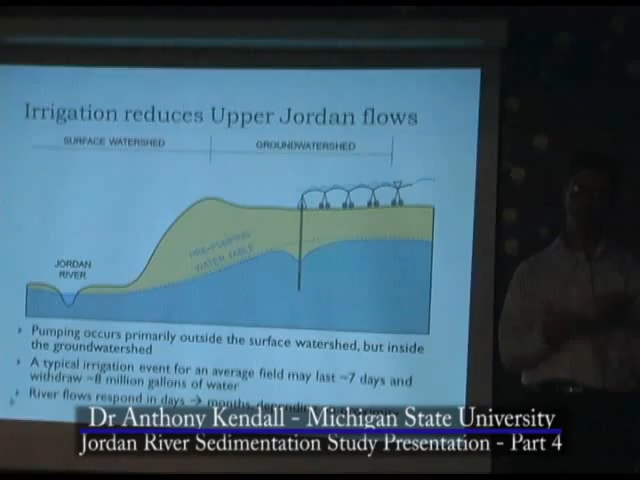 Irrigation reduces Upper Jordan flows
SURFACE WATERSHED
GROUNDWATERSHED
PRE-PUMPING
WATER TABLE
JORDAN
RIVER
Pumping occurs primarily outside the surface watershed, but inside
the groundwatershed
A typical irrigation event for an average field may last ~7 days and
withdraw ~8 million gallons of water
River flows respond in days → months, depending
Dr Anthony Kendall - Michigan State University
Jordan River Sedimentation Study Presentation - Part 4